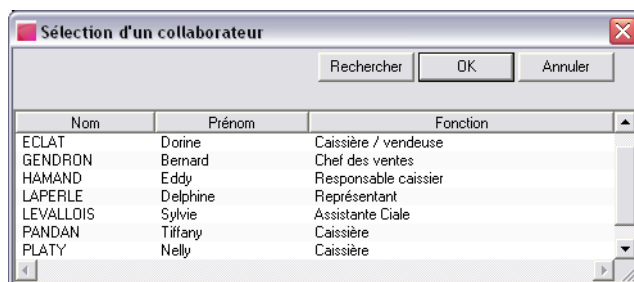 Sélection d'un collaborateur
Rechercher OK Annuler
Nom Prénom Fonction
ECLAT Dorine Caissière / vendeuse
GENDRON Bernard Chef des ventes
HAMAND Eddy Responsable caissier
LAPERLE Delphine Représentant
LEVALLOIS Sylvie Assistante Ciale
PANDAN Tiffany Caissière
PLATY Nelly Caissière